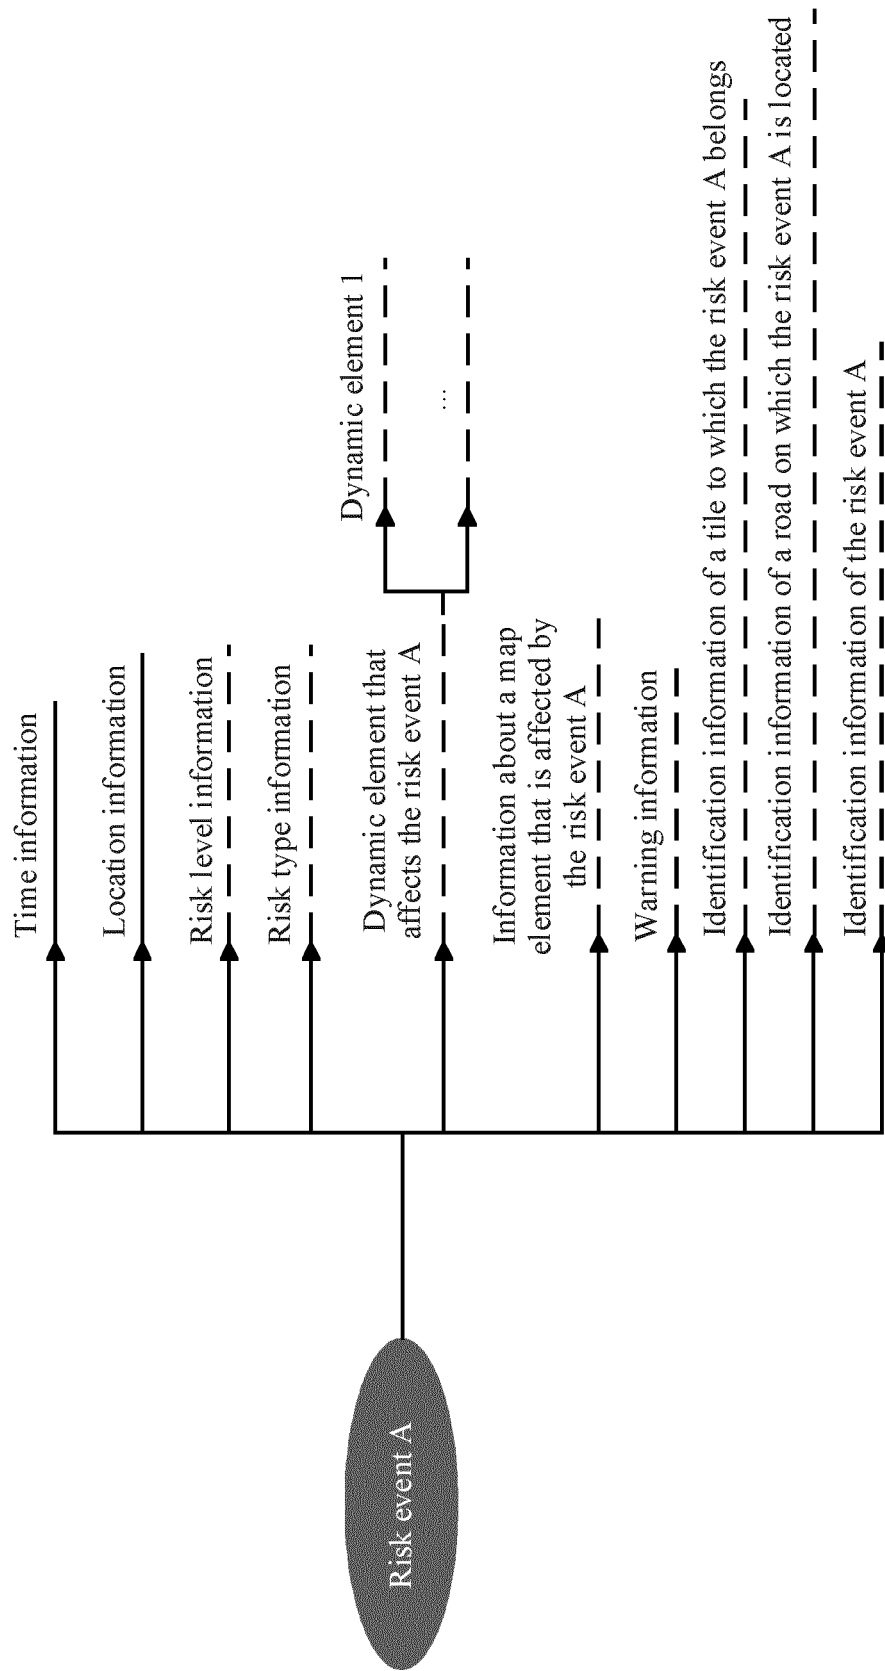 Risk event A
Time information
Location information
Risk level information
Risk type information
Dynamic element that
affects the risk event A
Dynamic element 1
...
Information about a map
element that is affected by
the risk event A
Warning information
Identification information of a tile to which the risk event A belongs
Identification information of a road on which the risk event A is located
Identification information of the risk event A